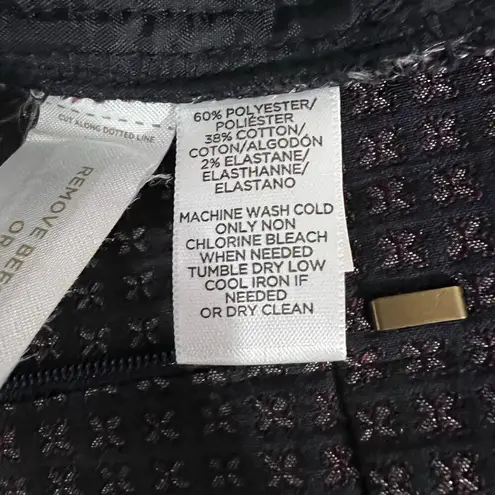 CUT ALONG DOTTED LINE
REMOVE BEF
OR
60% POLYESTER/
POLIÉSTER
38% COTTON/
COTON/ALGODÓN
2% ELASTANE/
ELASTHANNE/
ELASTANO
MACHINE WASH COLD
ONLY NON
CHLORINE BLEACH
WHEN NEEDED
TUMBLE DRY LOW
COOL IRON IF
NEEDED
OR DRY CLEAN